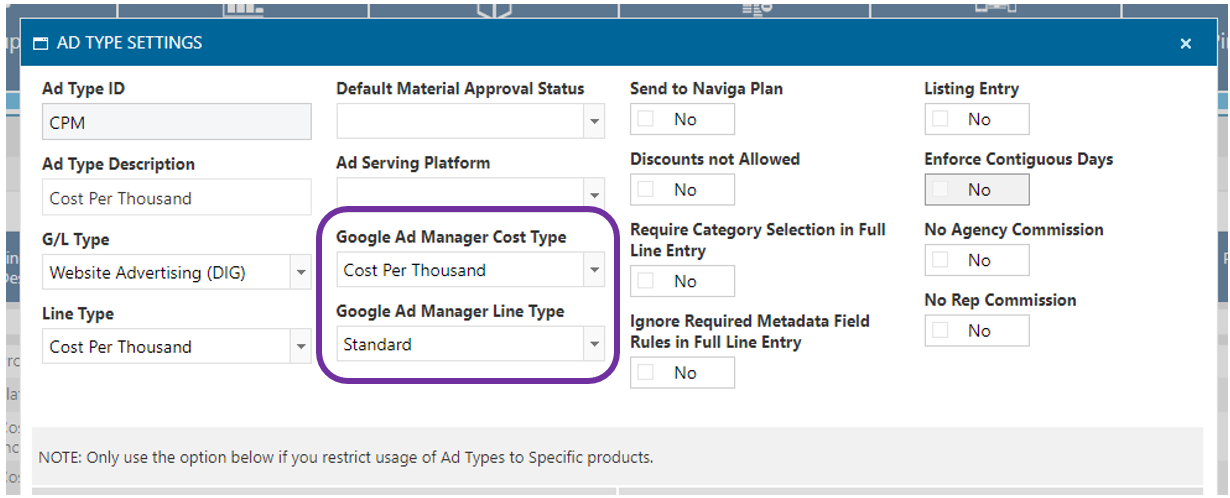 AD TYPE SETTINGS
Ad Type ID
CPM
Ad Type Description
Cost Per Thousand
G/L Type
Website Advertising (DIG)
Line Type
Cost Per Thousand
Default Material Approval Status
Ad Serving Platform
Google Ad Manager Cost Type
Cost Per Thousand
Google Ad Manager Line Type
Standard
Send to Naviga Plan
No
Discounts not Allowed
No
Require Category Selection in Full
Line Entry
No
Ignore Required Metadata Field
Rules in Full Line Entry
No
Listing Entry
No
Enforce Contiguous Days
No
No Agency Commission
No
No Rep Commission
No
NOTE: Only use the option below if you restrict usage of Ad Types to Specific products.